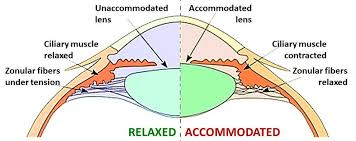 Unaccommodated
lens
Accommodated
lens
Ciliary muscle
relaxed
Ciliary muscle
contracted
Zonular fibers
under tension
Zonular fibers
relaxed
RELAXED
ACCOMMODATED